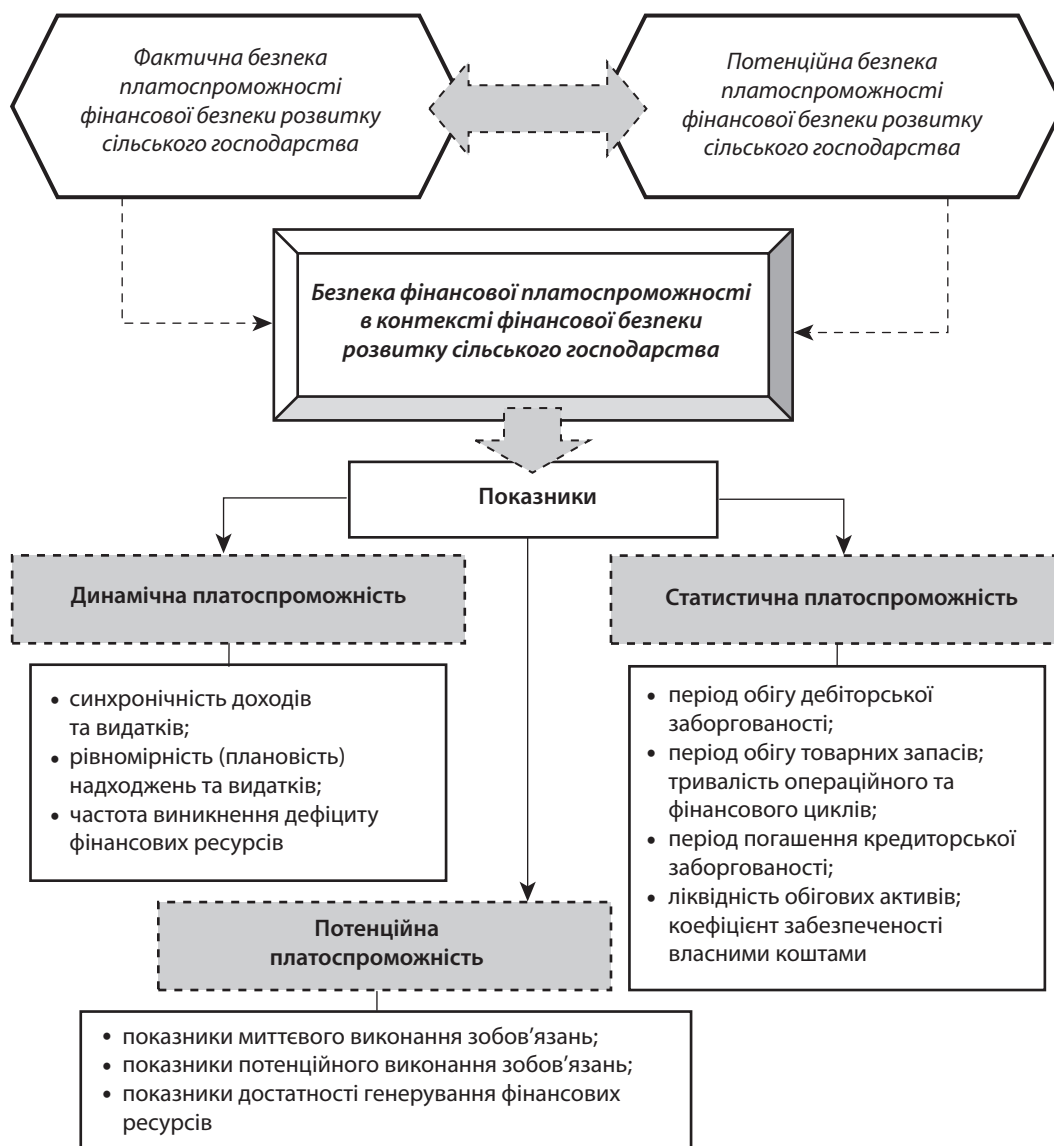 Фактична безпека
платоспроможності
фінансової безпеки розвитку
сільського господарства
Потенційна безпека
платоспроможності
фінансової безпеки розвитку
сільського господарства
Безпека фінансової платоспроможності
в контексті фінансової безпеки
розвитку сільського господарства
Показники
Динамічна платоспроможність
• синхронічність доходів
та видатків;
• рівномірність (плановість)
надходжень та видатків;
• частота виникнення дефіциту
фінансових ресурсів
Статистична платоспроможність
• період обігу дебіторської
заборгованості;
• період обігу товарних запасів;
тривалість операційного та
фінансового циклів;
• період погашення кредиторської
заборгованості;
• ліквідність обігових активів;
коефіцієнт забезпеченості
власними коштами
Потенційна
платоспроможність
• показники миттєвого виконання зобов’язань;
• показники потенційного виконання зобов’язань;
• показники достатності генерування фінансових
ресурсів